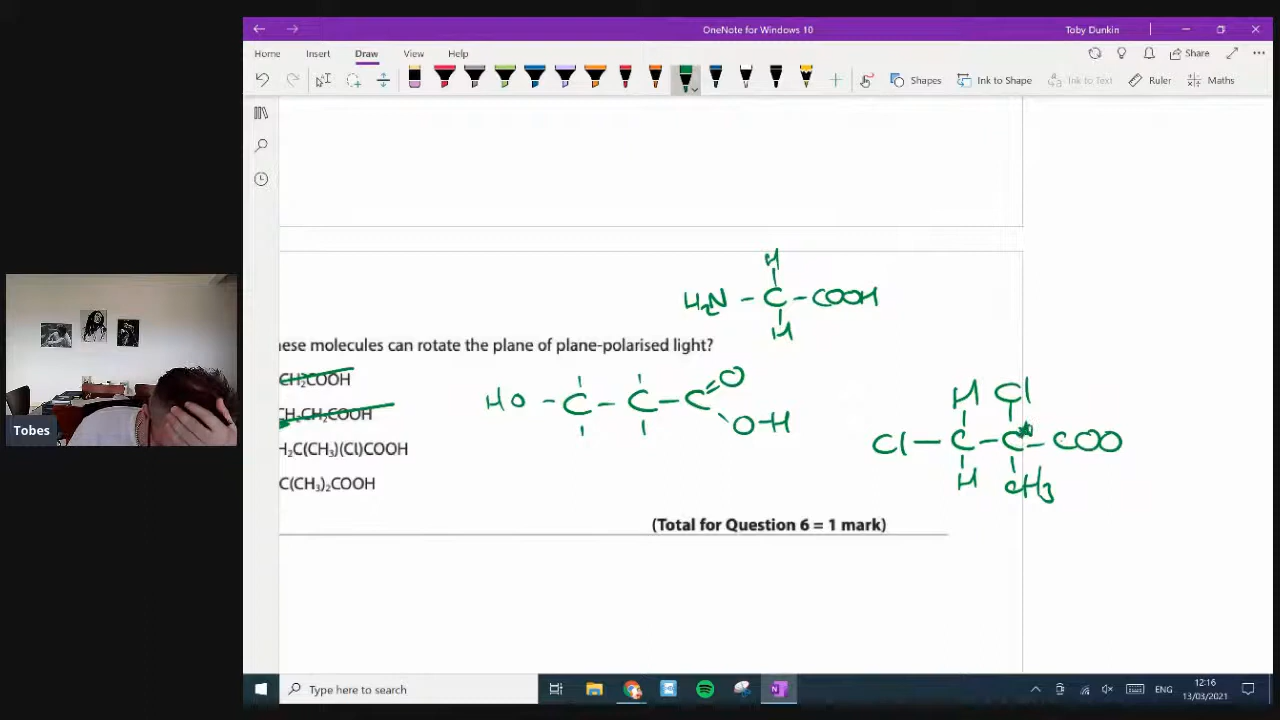 OneNote for Windows 10
Toby Dunkin
Home Insert Draw View Help
Share
Shapes Ink to Shape Ink to Text Ruler Maths
H
H₂N - C - COOH
H
ese molecules can rotate the plane of plane-polarised light?
CH₂COOH
CH₂CH₂COOH
H₂C(CH₃)(Cl)COOH
C(CH₃)₂COOH
HO - C - C - C
O
O-H
H Cl
Cl - C - C* - COO
H CH₃
(Total for Question 6 = 1 mark)
Tobes
Type here to search
ENG
12:16
13/03/2021